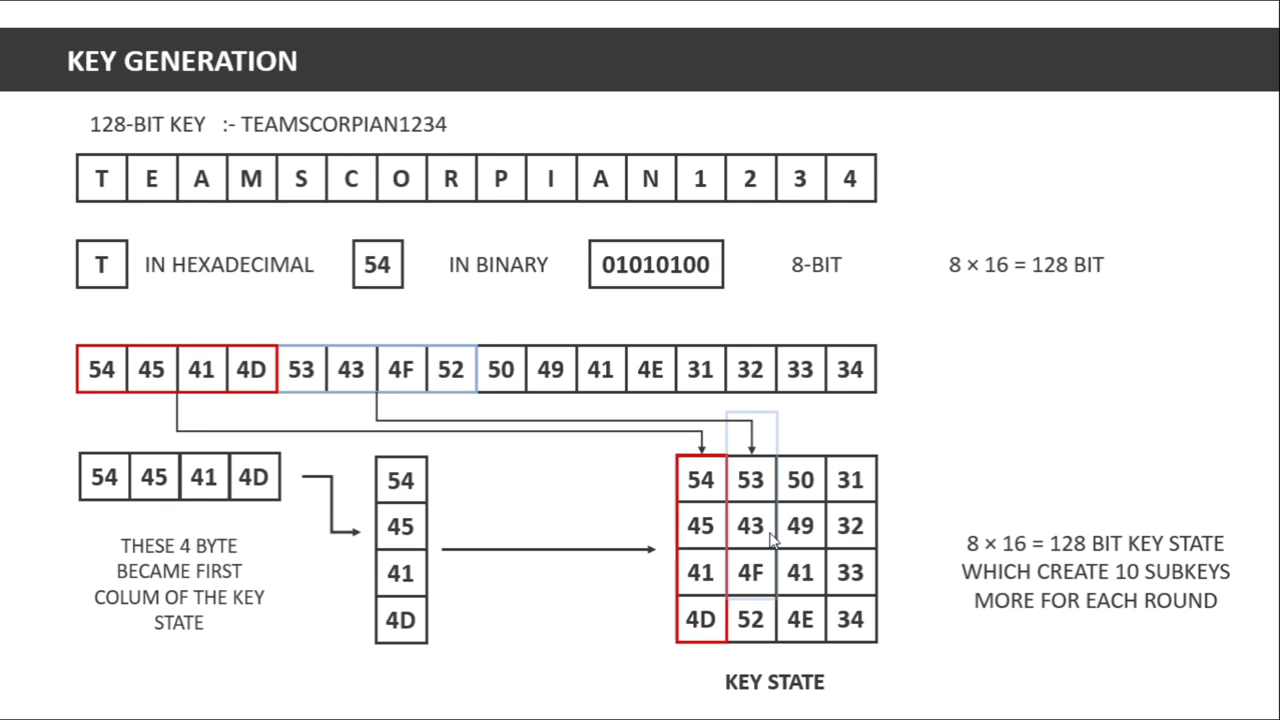 KEY GENERATION
128-BIT KEY :- TEAMSCORPIAN1234
T E A M S C O R P I A N 1 2 3 4
T IN HEXADECIMAL 54 IN BINARY 01010100 8-BIT 8 × 16 = 128 BIT
54 45 41 4D 53 43 4F 52 50 49 41 4E 31 32 33 34
54 45 41 4D
THESE 4 BYTE
BECAME FIRST
COLUM OF THE KEY
STATE
54
45
41
4D
54 53 50 31
45 43 49 32
41 4F 41 33
4D 52 4E 34
KEY STATE
8 × 16 = 128 BIT KEY STATE
WHICH CREATE 10 SUBKEYS
MORE FOR EACH ROUND